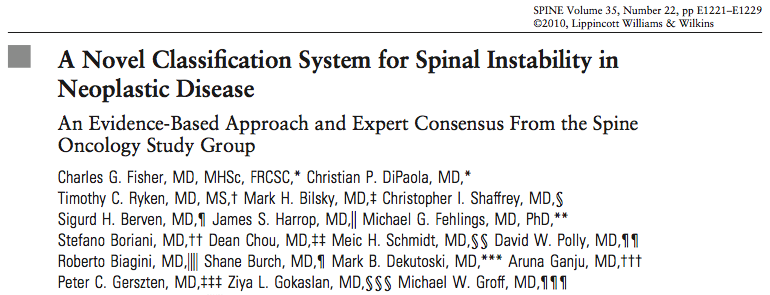 SPINE Volume 35, Number 22, pp E1221–E1229
©2010, Lippincott Williams & Wilkins
A Novel Classification System for Spinal Instability in
Neoplastic Disease
An Evidence-Based Approach and Expert Consensus From the Spine
Oncology Study Group
Charles G. Fisher, MD, MHSc, FRCSC,* Christian P. DiPaola, MD,*
Timothy C. Ryken, MD, MS,† Mark H. Bilsky, MD,‡ Christopher I. Shaffrey, MD,§
Sigurd H. Berven, MD,¶ James S. Harrop, MD,‖ Michael G. Fehlings, MD, PhD,**
Stefano Boriani, MD,†† Dean Chou, MD,‡‡ Meic H. Schmidt, MD,§§ David W. Polly, MD,¶¶
Roberto Biagini, MD,‖‖ Shane Burch, MD,¶ Mark B. Dekutoski, MD,*** Aruna Ganju, MD,†††
Peter C. Gerszten, MD,‡‡‡ Ziya L. Gokaslan, MD,§§§ Michael W. Groff, MD,¶¶¶